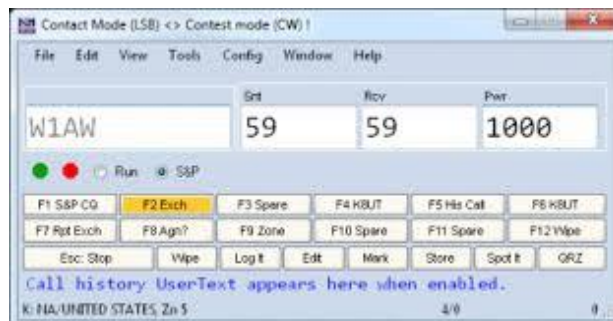 Contact Mode (LSB) <> Contest mode (CW) !
File Edit View Tools Config Window Help
Snt Rcv Pwr
W1AW 59 59 1000
Run S&P
F1 S&P CQ F2 Exch F3 Spare F4 K8UT F5 His Call F6 K8UT
F7 Rpt Exch F8 Agn? F9 Zone F10 Spare F11 Spare F12 Wipe
Esc: Stop Wipe Log It Edit Mark Store Spot It QRZ
Call history UserText appears here when enabled.
K: NA/UNITED STATES, Zn 5 4/0 0